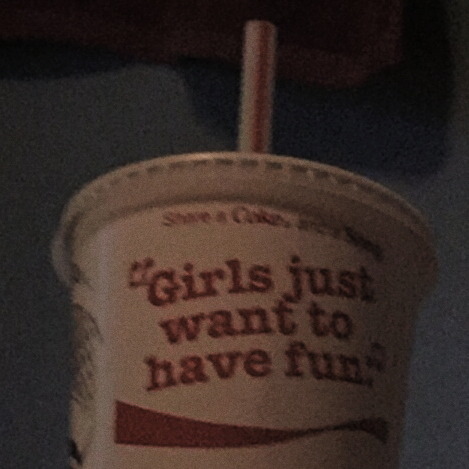 Share a Coke® and a Song
“Girls just
want to
have fun.”